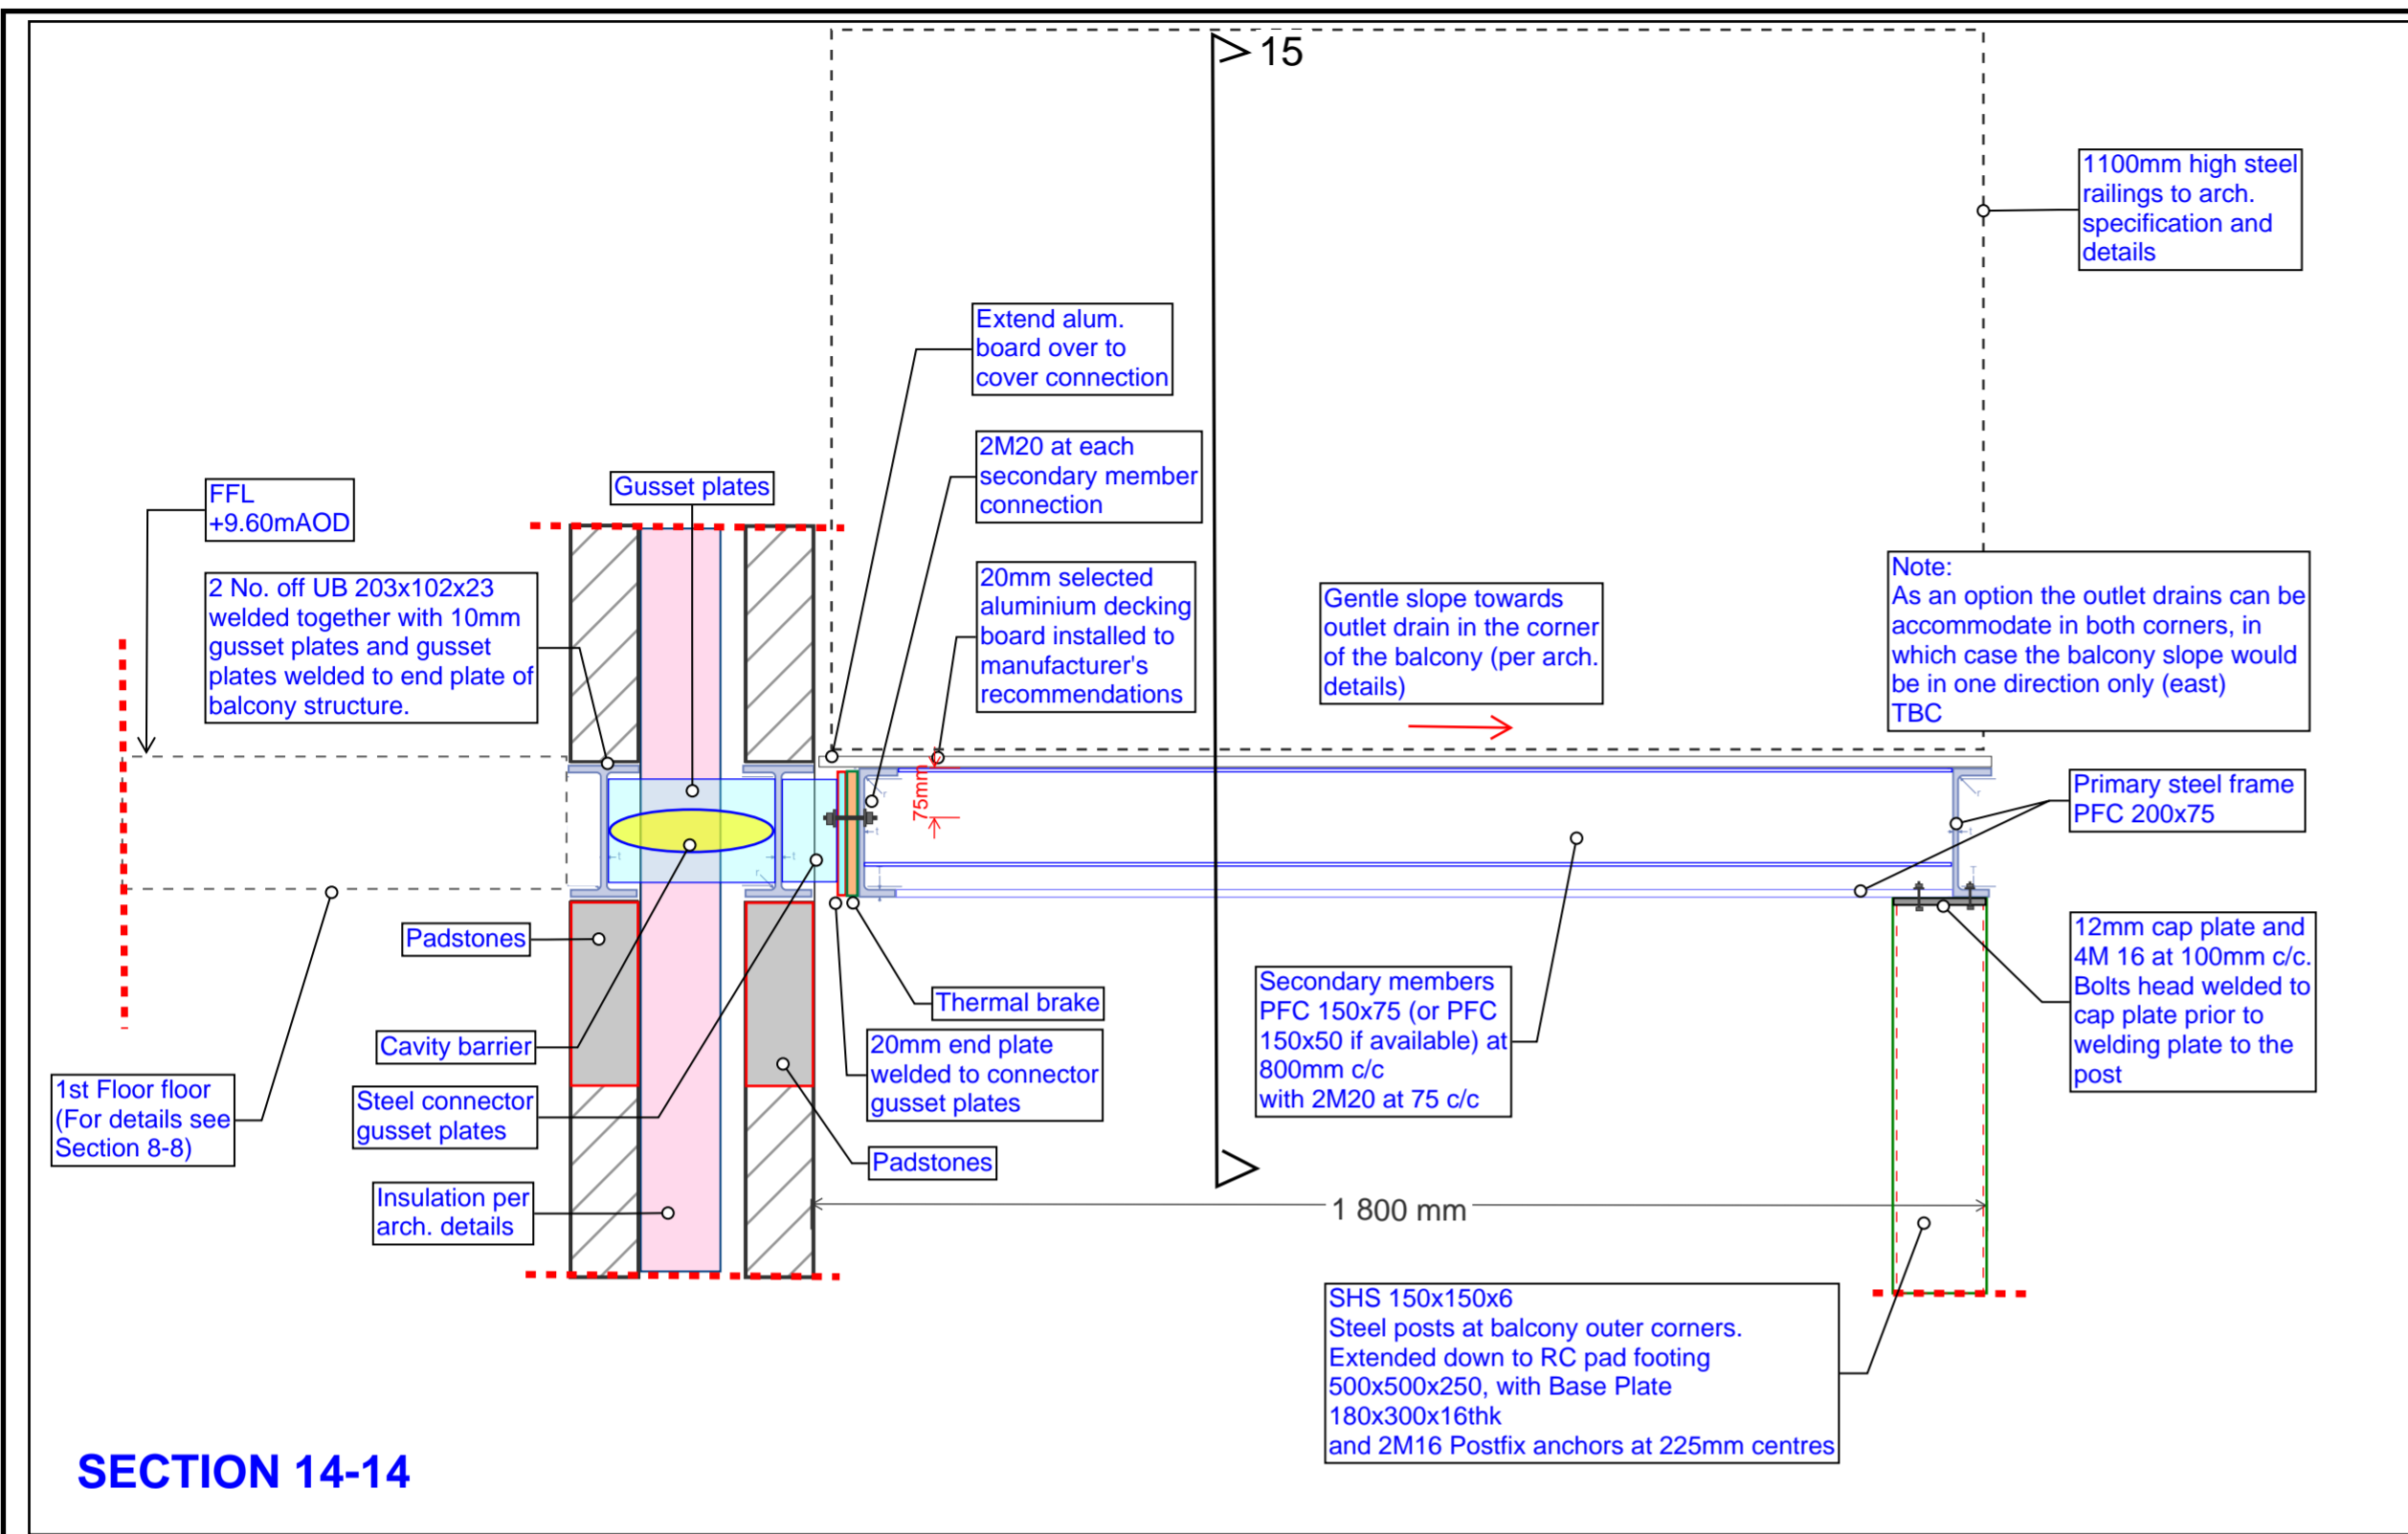 15
1100mm high steel
railings to arch.
specification and
details
Extend alum.
board over to
cover connection
2M20 at each
secondary member
connection
Gusset plates
FFL
+9.60mAOD
2 No. off UB 203x102x23
welded together with 10mm
gusset plates and gusset
plates welded to end plate of
balcony structure.
20mm selected
aluminium decking
board installed to
manufacturer's
recommendations
Gentle slope towards
outlet drain in the corner
of the balcony (per arch.
details)
Note:
As an option the outlet drains can be
accommodate in both corners, in
which case the balcony slope would
be in one direction only (east)
TBC
75mm
r
t
t
t
r
r
t
T
Primary steel frame
PFC 200x75
Padstones
Thermal brake
Cavity barrier
20mm end plate
welded to connector
gusset plates
Secondary members
PFC 150x75 (or PFC
150x50 if available) at
800mm c/c
with 2M20 at 75 c/c
12mm cap plate and
4M 16 at 100mm c/c.
Bolts head welded to
cap plate prior to
welding plate to the
post
1st Floor floor
(For details see
Section 8-8)
Steel connector
gusset plates
Padstones
Insulation per
arch. details
1 800 mm
SHS 150x150x6
Steel posts at balcony outer corners.
Extended down to RC pad footing
500x500x250, with Base Plate
180x300x16thk
and 2M16 Postfix anchors at 225mm centres
SECTION 14-14